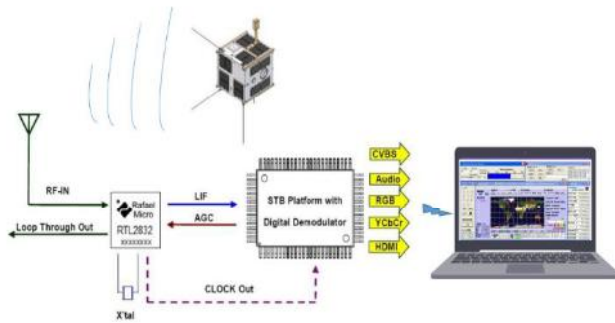 CVBS
RF-IN
Rafael
Micro
RTL2832
XXXXXXXX
LIF
AGC
STB Platform with
Digital Demodulator
Audio
RGB
YCbCr
HDMI
Loop Through Out
CLOCK Out
X'tal